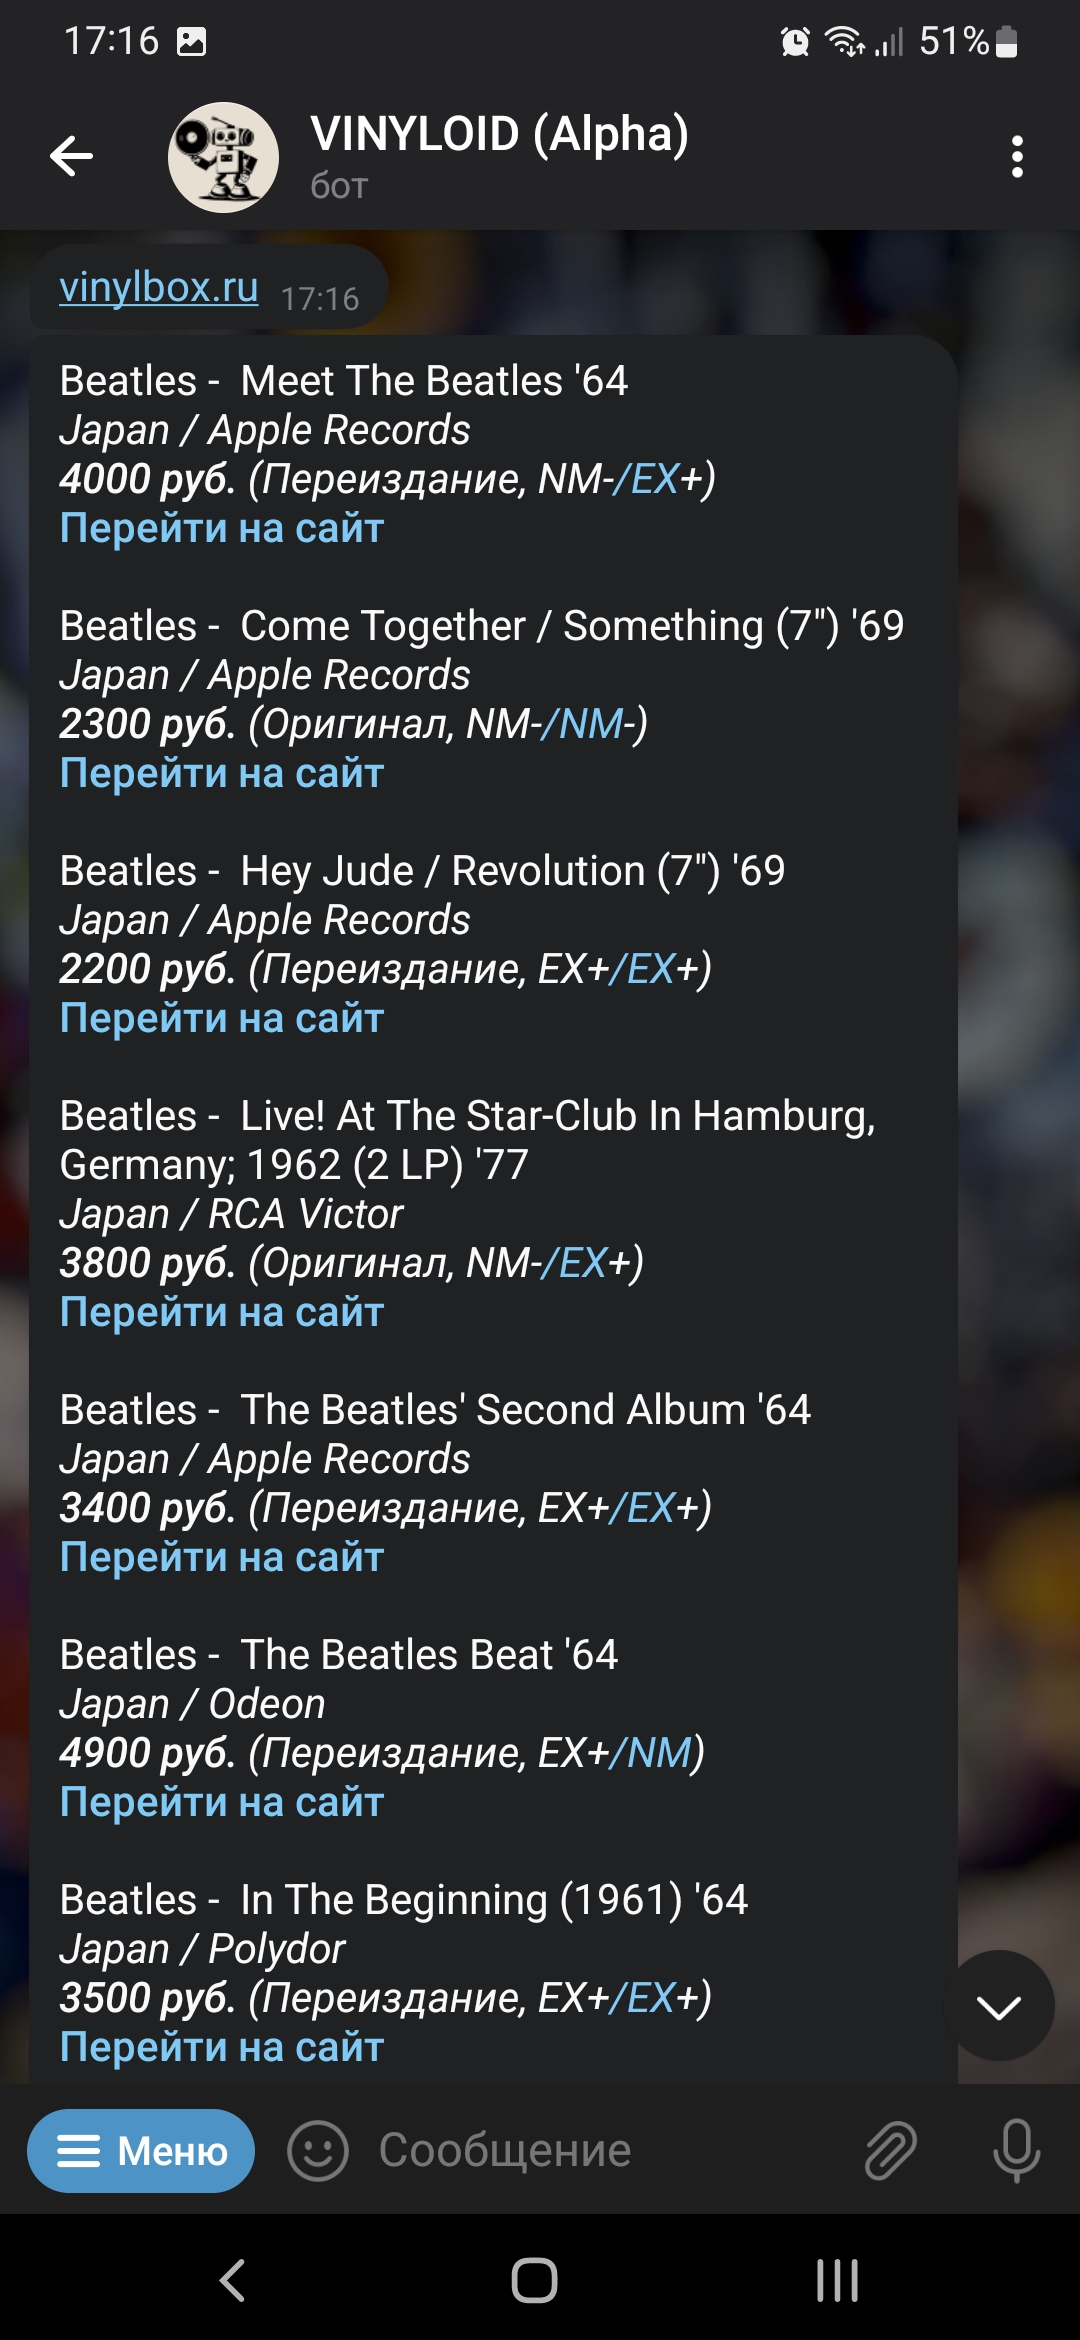 17:16
51%
VINYLOID (Alpha)
бот
vinylbox.ru 17:16
Beatles -  Meet The Beatles '64
Japan / Apple Records
4000 руб. (Переиздание, NM-/EX+)
Перейти на сайт
Beatles -  Come Together / Something (7") '69
Japan / Apple Records
2300 руб. (Оригинал, NM-/NM-)
Перейти на сайт
Beatles -  Hey Jude / Revolution (7") '69
Japan / Apple Records
2200 руб. (Переиздание, EX+/EX+)
Перейти на сайт
Beatles -  Live! At The Star-Club In Hamburg,
Germany; 1962 (2 LP) '77
Japan / RCA Victor
3800 руб. (Оригинал, NM-/EX+)
Перейти на сайт
Beatles -  The Beatles' Second Album '64
Japan / Apple Records
3400 руб. (Переиздание, EX+/EX+)
Перейти на сайт
Beatles -  The Beatles Beat '64
Japan / Odeon
4900 руб. (Переиздание, EX+/NM)
Перейти на сайт
Beatles -  In The Beginning (1961) '64
Japan / Polydor
3500 руб. (Переиздание, EX+/EX+)
Перейти на сайт
Меню
Сообщение